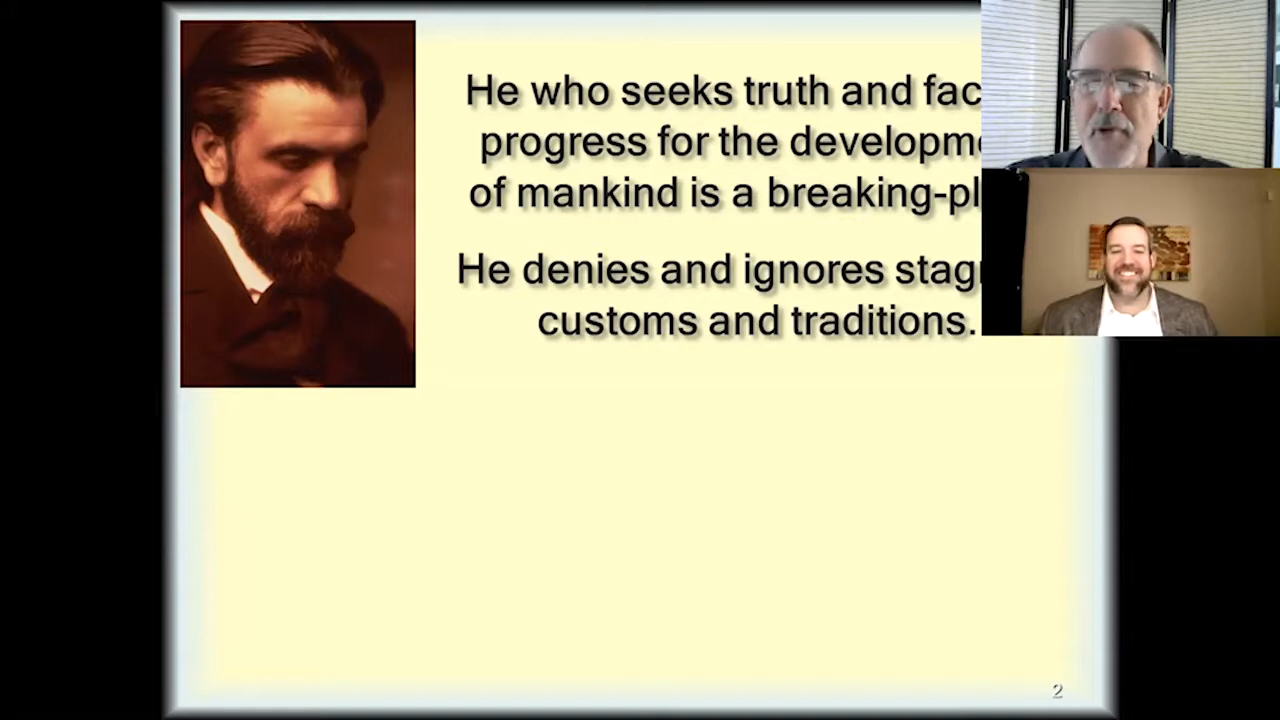 He who seeks truth and fac
progress for the developm
of mankind is a breaking-pl
He denies and ignores stag
customs and traditions.
2